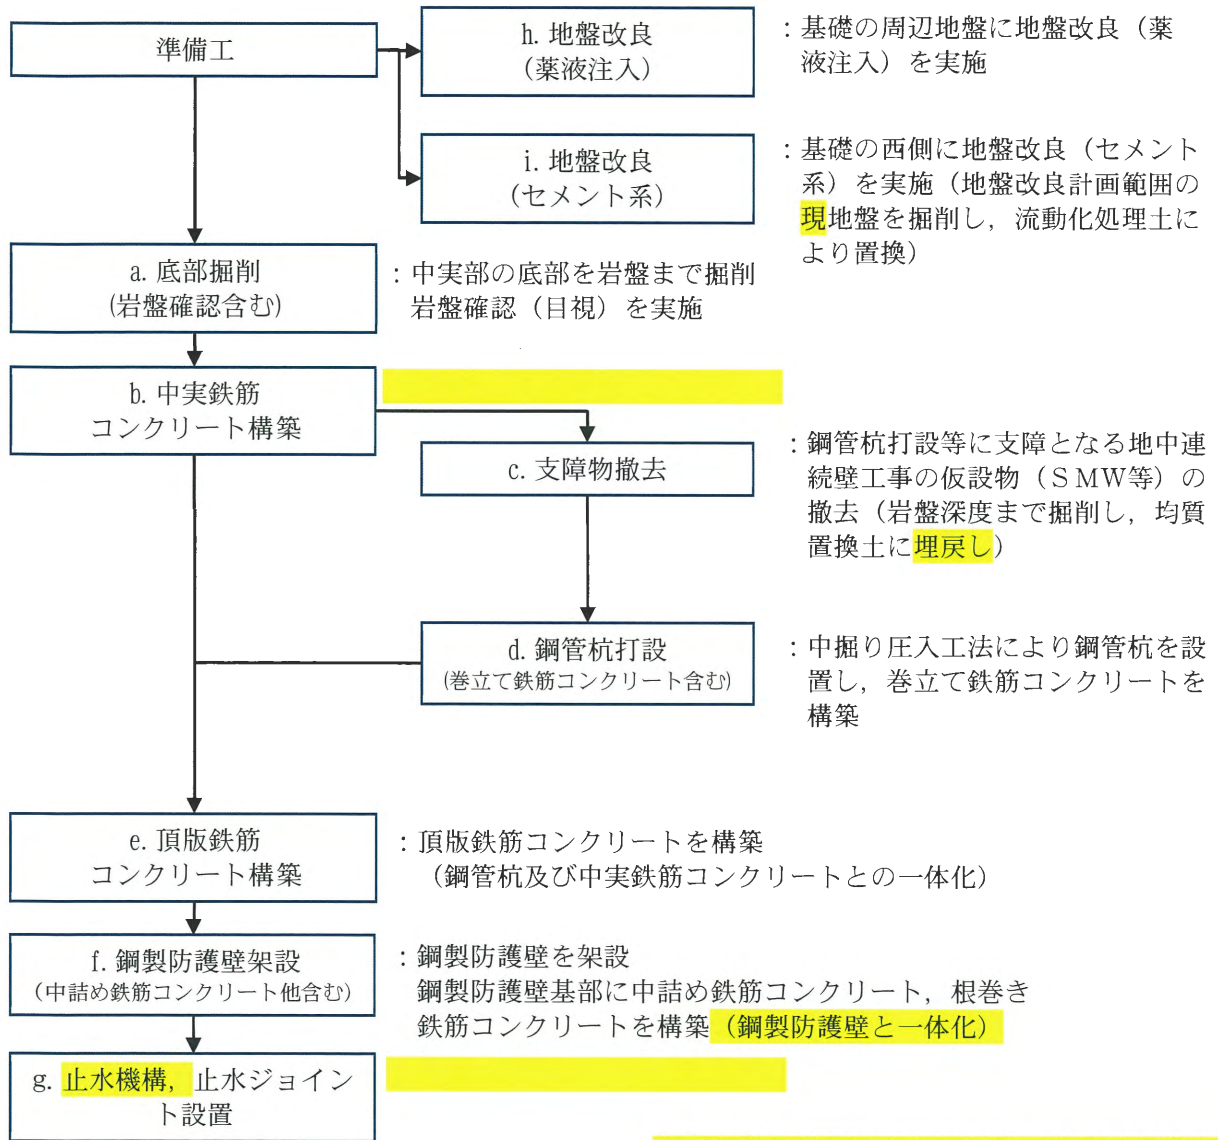 準備工
h. 地盤改良
(薬液注入)
：基礎の周辺地盤に地盤改良（薬
液注入）を実施
i. 地盤改良
(セメント系)
：基礎の西側に地盤改良（セメント
系）を実施（地盤改良計画範囲の
現地盤を掘削し，流動化処理土に
より置換）
a. 底部掘削
(岩盤確認含む)
：中実部の底部を岩盤まで掘削
岩盤確認（目視）を実施
b. 中実鉄筋
コンクリート構築
c. 支障物撤去
：鋼管杭打設等に支障となる地中連
続壁工事の仮設物（ＳＭＷ等）の
撤去（岩盤深度まで掘削し，均質
置換土に埋戻し）
d. 鋼管杭打設
(巻立て鉄筋コンクリート含む)
：中掘り圧入工法により鋼管杭を設
置し，巻立て鉄筋コンクリートを
構築
e. 頂版鉄筋
コンクリート構築
：頂版鉄筋コンクリートを構築
（鋼管杭及び中実鉄筋コンクリートとの一体化）
f. 鋼製防護壁架設
（中詰め鉄筋コンクリート他含む）
：鋼製防護壁を架設
鋼製防護壁基部に中詰め鉄筋コンクリート，根巻き
鉄筋コンクリートを構築（鋼製防護壁と一体化）
g. 止水機構，止水ジョイン
ト設置